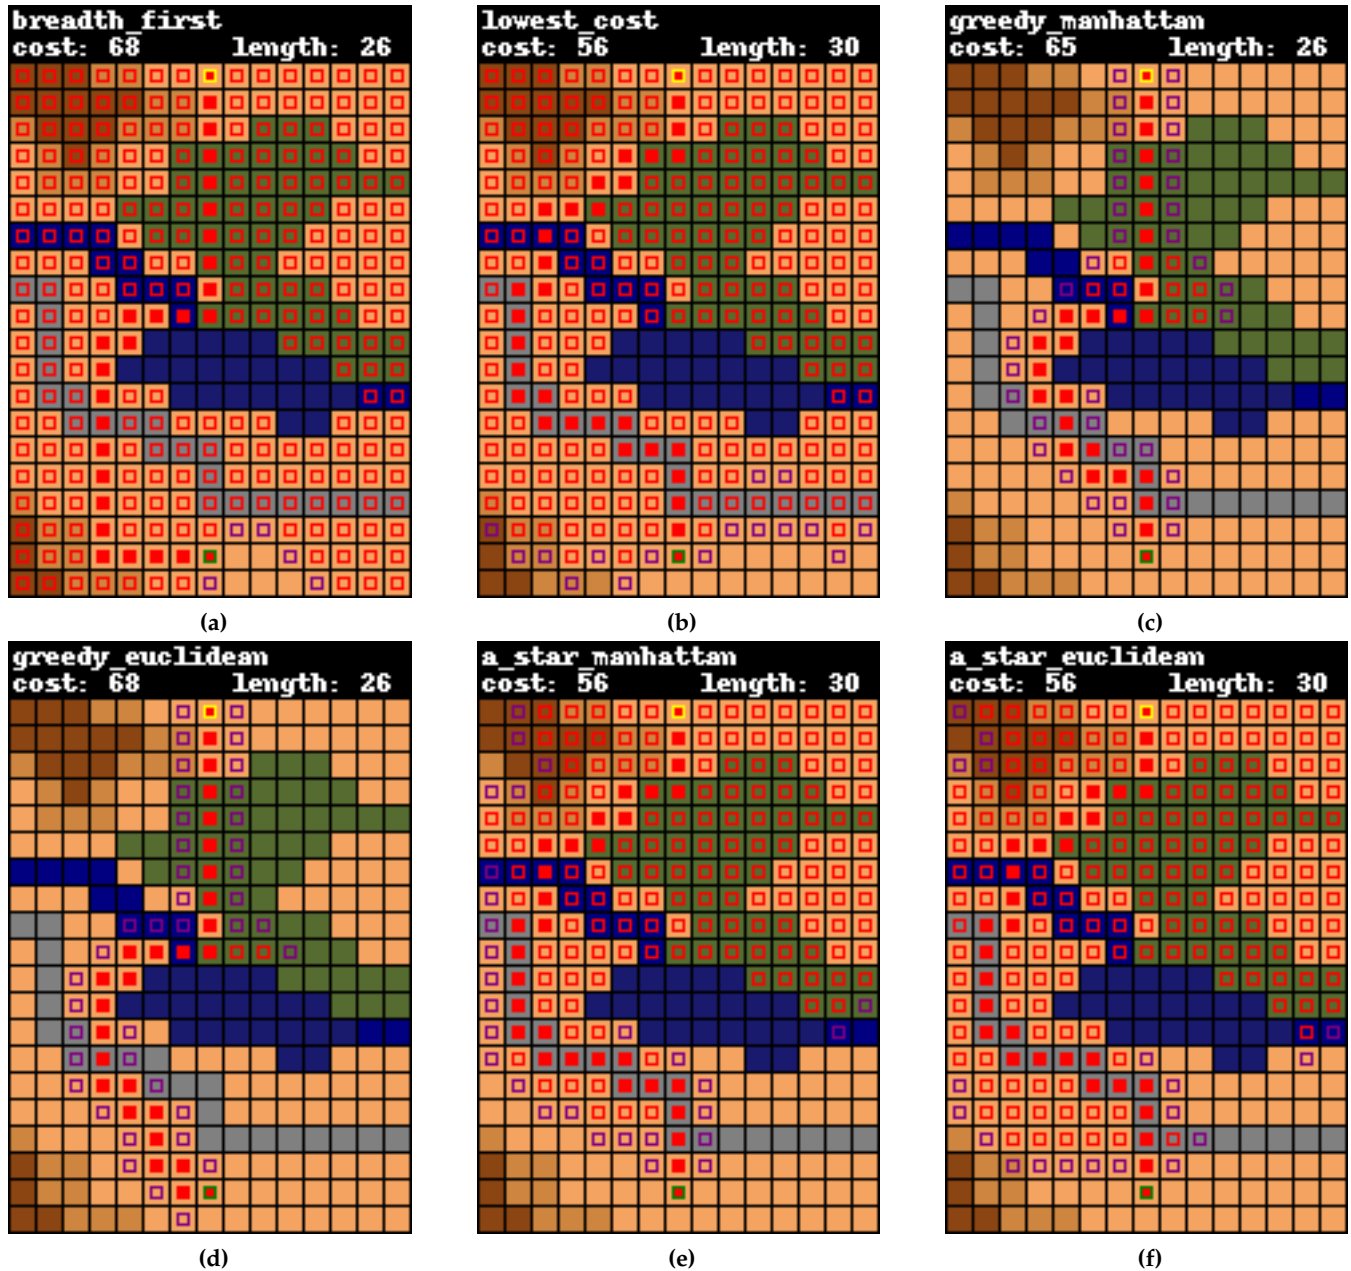 breadth_first
cost: 68 length: 26
lowest_cost
cost: 56 length: 30
greedy_manhattan
cost: 65 length: 26
(a)
(b)
(c)
greedy_euclidean
cost: 68 length: 26
a_star_manhattan
cost: 56 length: 30
a_star_euclidean
cost: 56 length: 30
(d)
(e)
(f)